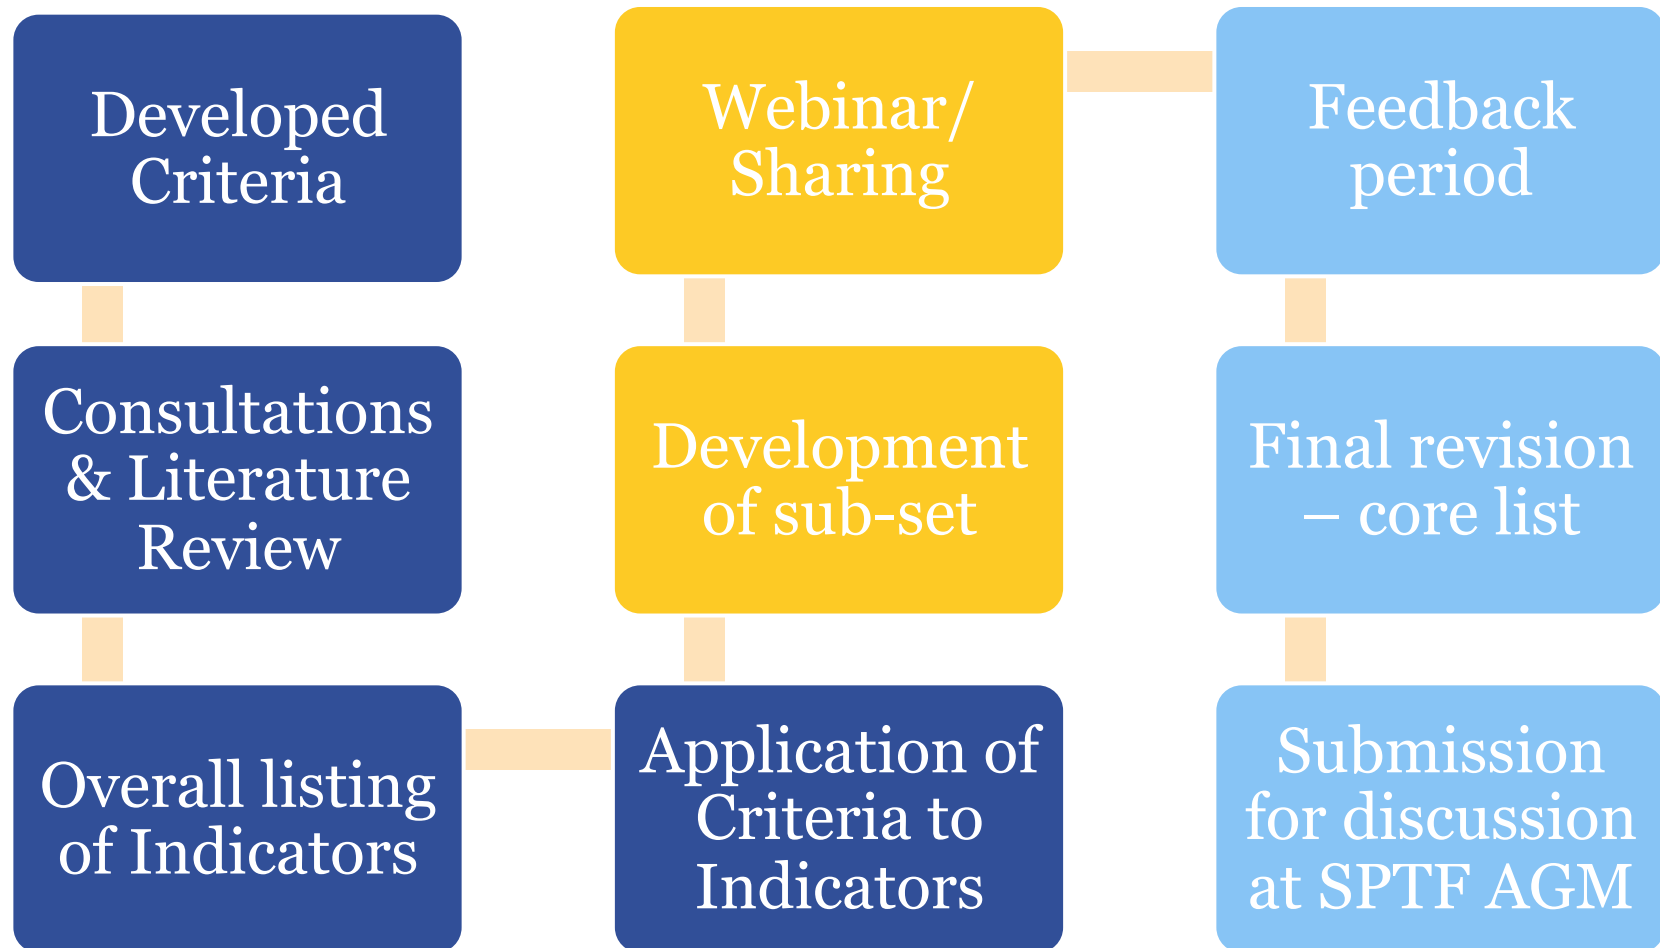 Developed
Criteria
Consultations
& Literature
Review
Overall listing
of Indicators
Application of
Criteria to
Indicators
Development
of sub-set
Webinar/
Sharing
Feedback
period
Final revision
– core list
Submission
for discussion
at SPTF AGM